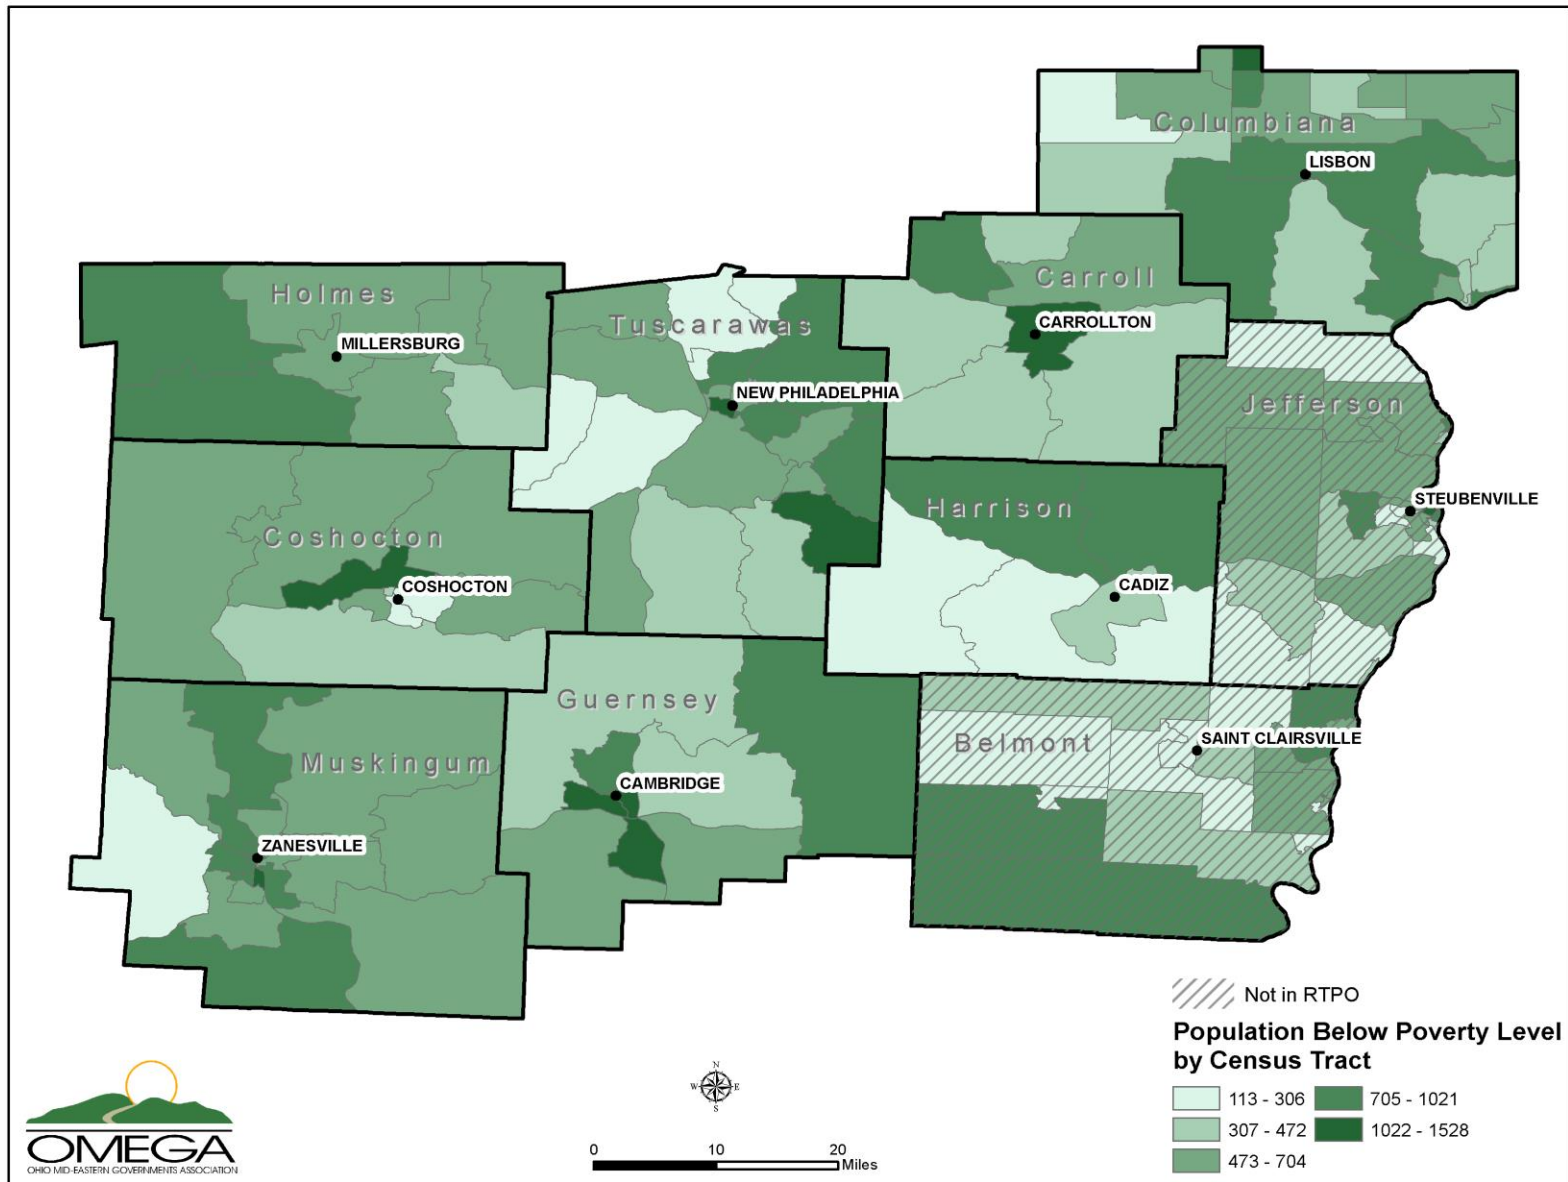 Columbiana
LISBON
Holmes
Carroll
Tuscarawas
CARROLLTON
MILLERSBURG
NEW PHILADELPHIA
Jefferson
Harrison
STEUBENVILLE
Coshocton
COSHOCTON
CADIZ
Guernsey
Belmont
SAINT CLAIRSVILLE
Muskingum
CAMBRIDGE
ZANESVILLE
Not in RTPO
Population Below Poverty Level
by Census Tract
113 - 306
705 - 1021
307 - 472
1022 - 1528
473 - 704
N
W E
S
0 10 20
Miles
OMEGA
OHIO MID-EASTERN GOVERNMENTS ASSOCIATION